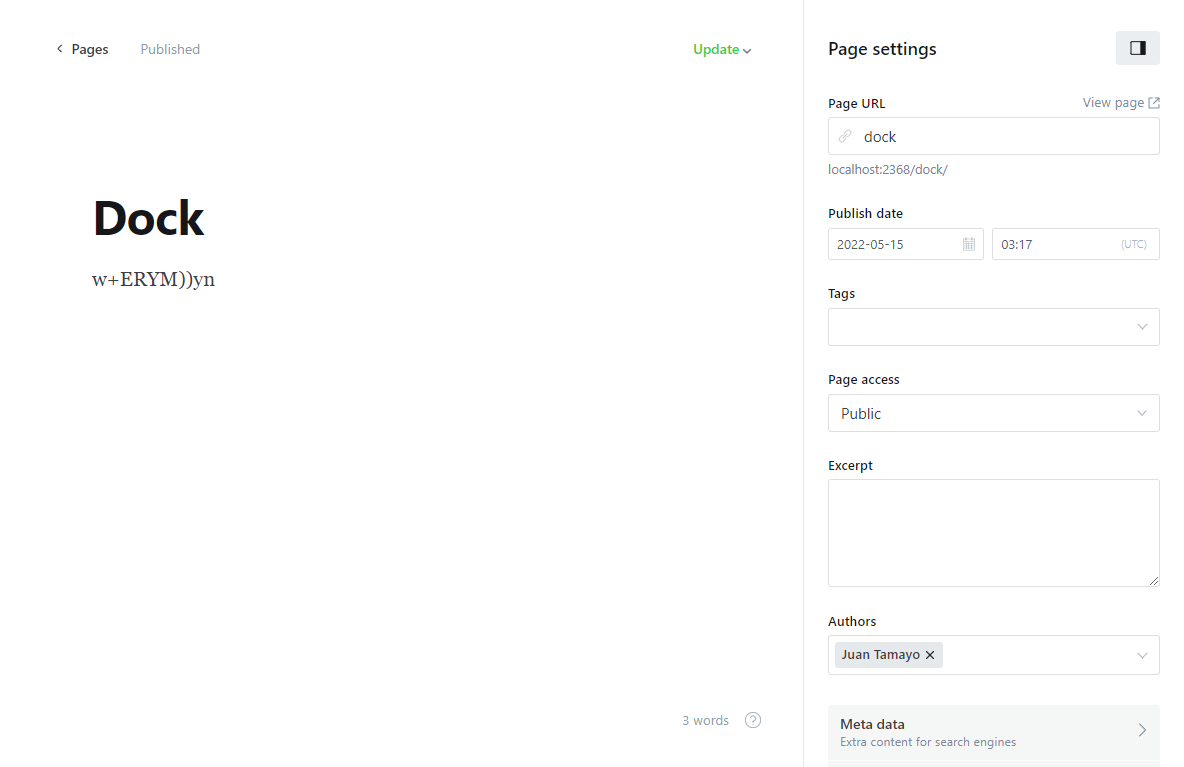 Pages Published Update
Page settings
Page URL View page
dock
localhost:2368/dock/
Dock
w+ERYM))yn
Publish date
2022-05-15 03:17 (UTC)
Tags
Page access
Public
Excerpt
Authors
Juan Tamayo
3 words
Meta data
Extra content for search engines